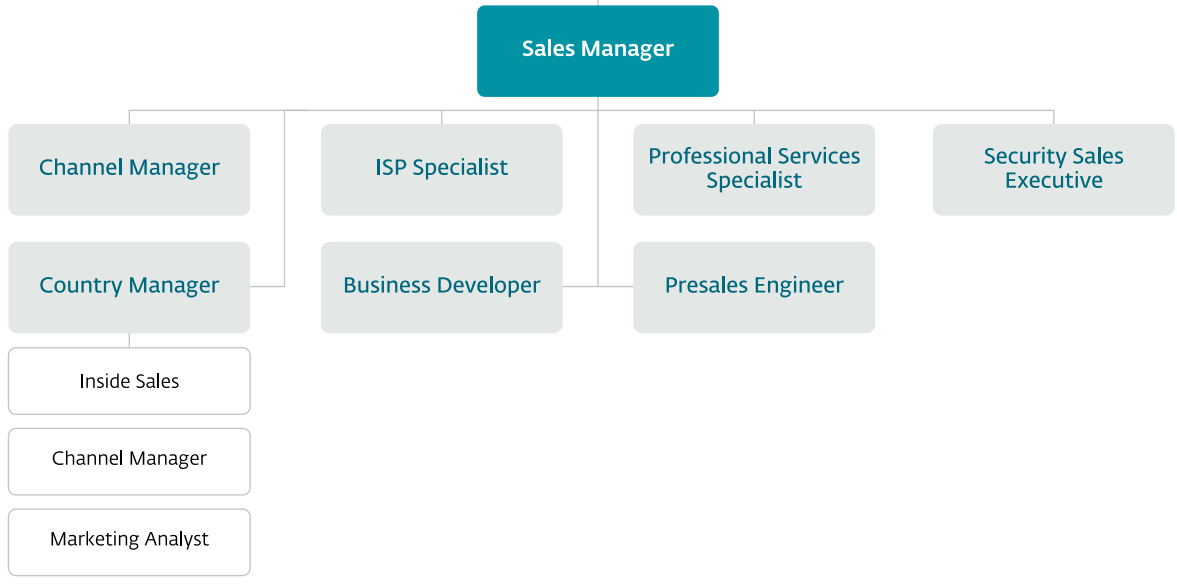 Sales Manager
Channel Manager
ISP Specialist
Professional Services
Specialist
Security Sales
Executive
Country Manager
Business Developer
Presales Engineer
Inside Sales
Channel Manager
Marketing Analyst